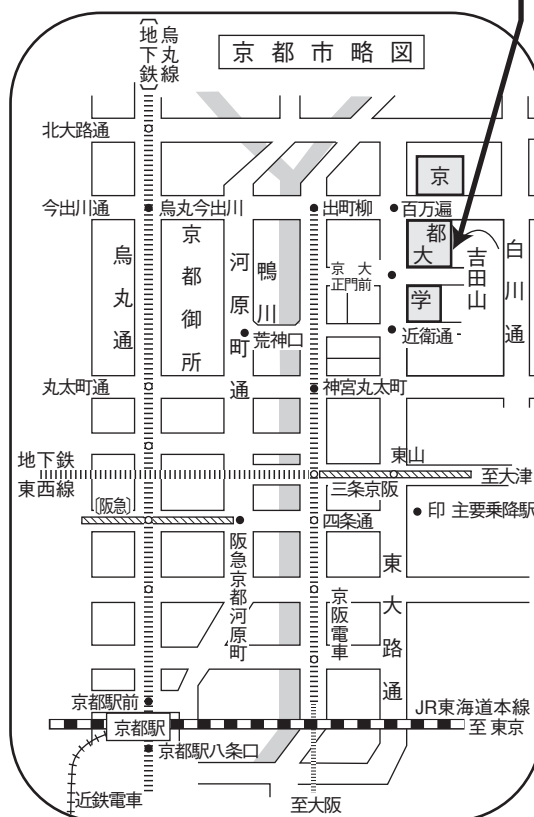 地下鉄
烏丸線
京都市略図
北大路通
今出川通
烏丸今出川
出町柳
百万遍
京
都
大
学
烏丸通
京都御所
河原町通
鴨川
京大
正門前
吉田山
白川通
荒神口
近衛通
丸太町通
神宮丸太町
地下鉄
東西線
東山
至大津
三条京阪
〔阪急〕
四条通
●印 主要乗降駅
阪急京都河原町
京阪電車
東大路通
京都駅前
JR東海道本線
至東京
京都駅
京都駅八条口
近鉄電車
至大阪